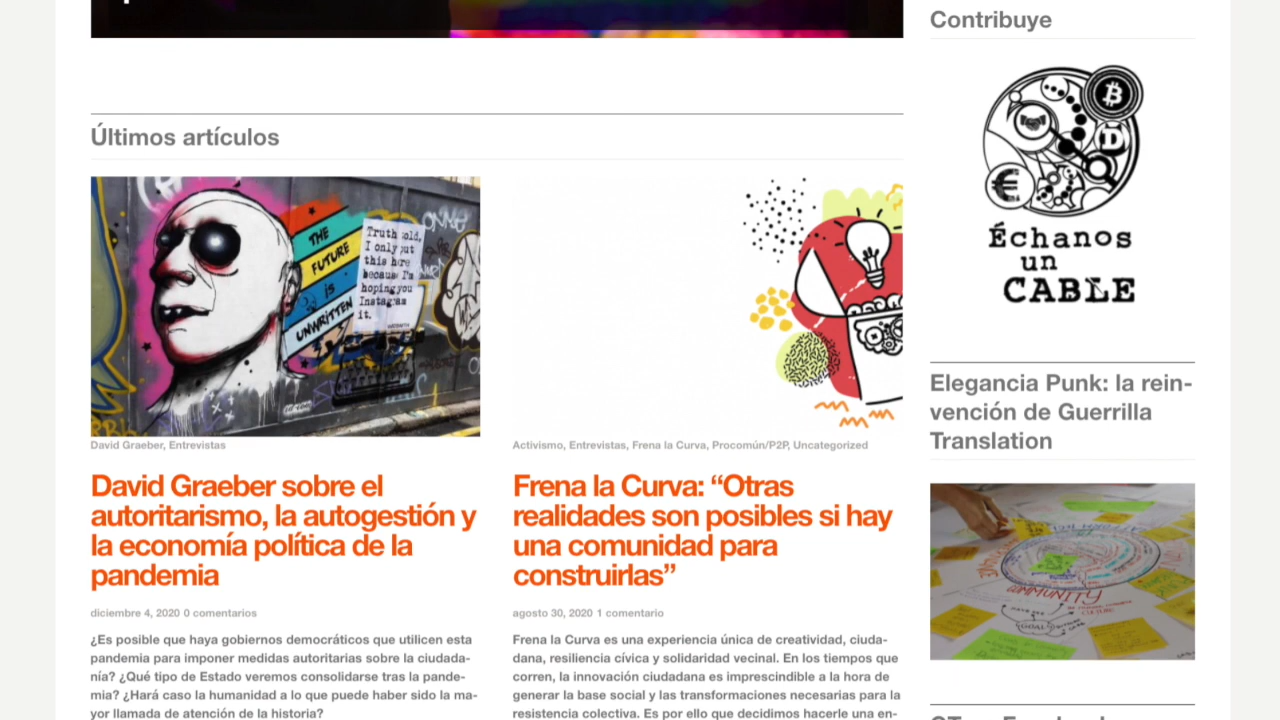 Contribuye
Échanos
un
CABLE
Últimos artículos
THE
FUTURE
is
UNWRITTEN
Truth told,
I only put
this here
because I'm
hoping you
Instagram
it.
David Graeber, Entrevistas
David Graeber sobre el
autoritarismo, la autogestión y
la economía política de la
pandemia
diciembre 4, 2020 0 comentarios
¿Es posible que haya gobiernos democráticos que utilicen esta
pandemia para imponer medidas autoritarias sobre la ciudada-
nía? ¿Qué tipo de Estado veremos consolidarse tras la pande-
mia? ¿Hará caso la humanidad a lo que puede haber sido la ma-
yor llamada de atención de la historia?
Activismo, Entrevistas, Frena la Curva, Procomún/P2P, Uncategorized
Frena la Curva: “Otras
realidades son posibles si hay
una comunidad para
construirlas”
agosto 30, 2020 1 comentario
Frena la Curva es una experiencia única de creatividad, ciuda-
dana, resiliencia cívica y solidaridad vecinal. En los tiempos que
corren, la innovación ciudadana es imprescindible a la hora de
generar la base social y las transformaciones necesarias para la
resistencia colectiva. Es por ello que decidimos hacerle una en-
Elegancia Punk: la rein-
vención de Guerrilla
Translation
COMMUNITY